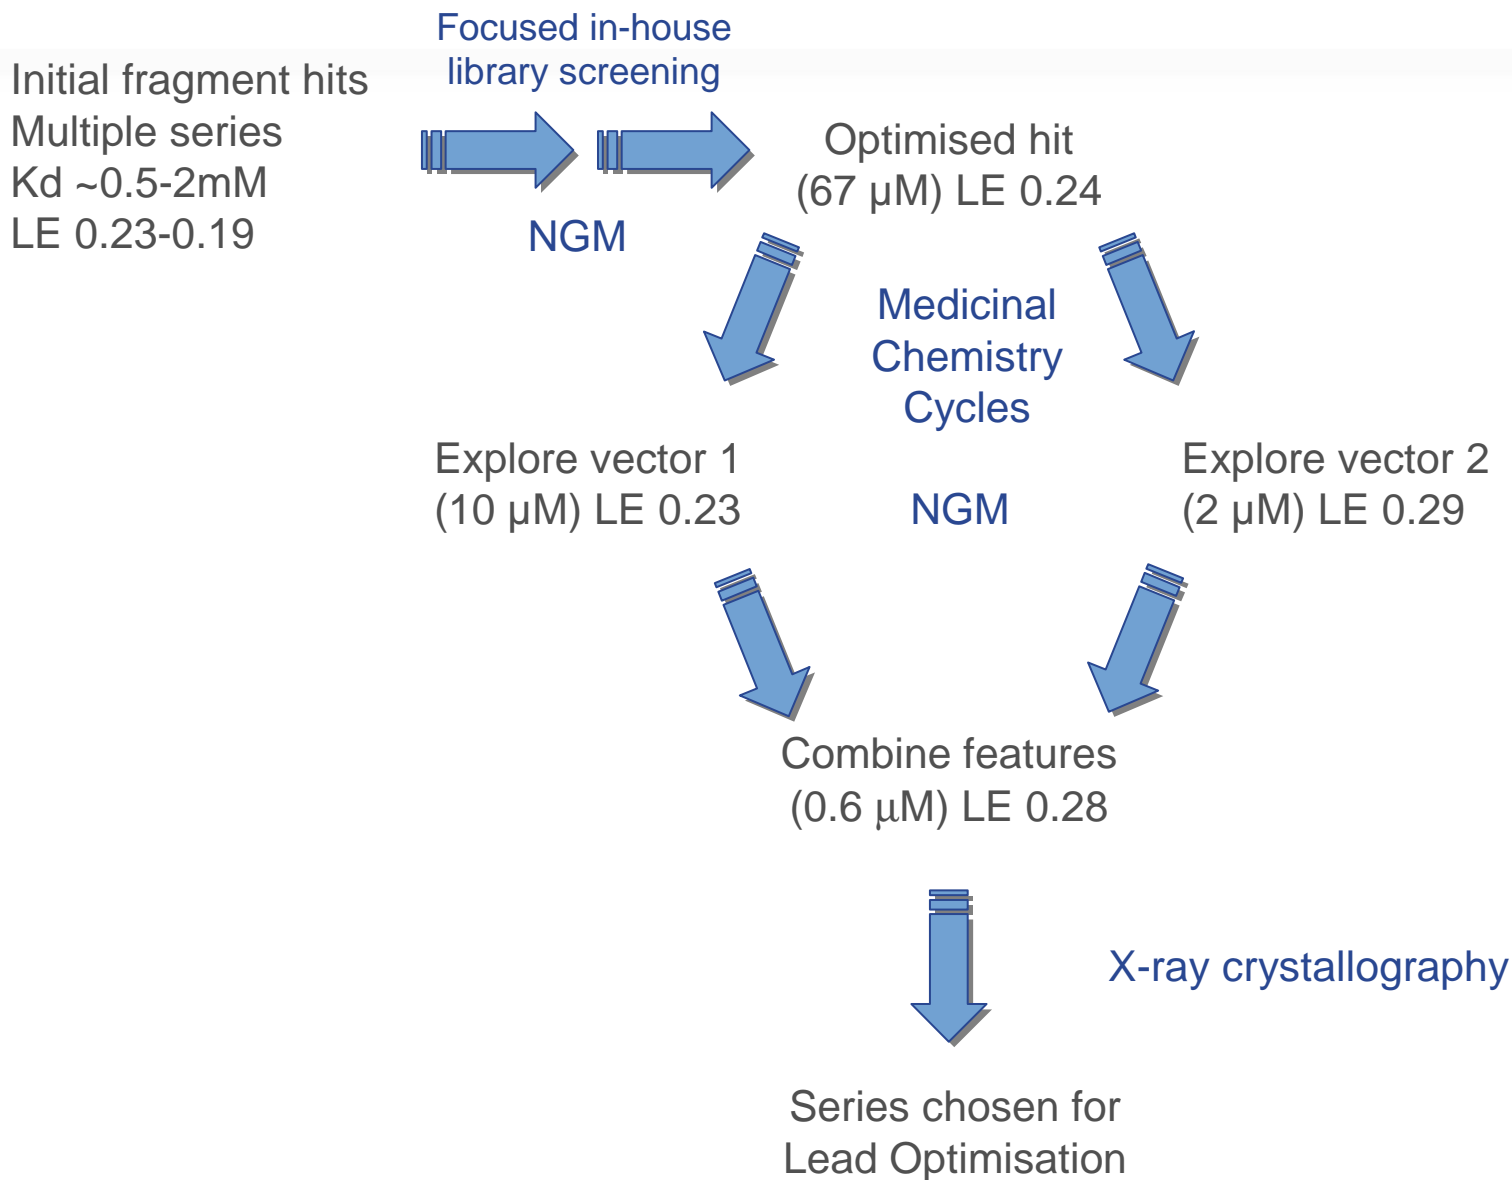 Focused in-house
library screening
Initial fragment hits
Multiple series
Kd ~0.5-2mM
LE 0.23-0.19
NGM
Optimised hit
(67 µM) LE 0.24
Medicinal
Chemistry
Cycles
Explore vector 1
(10 µM) LE 0.23
NGM
Explore vector 2
(2 µM) LE 0.29
Combine features
(0.6 µM) LE 0.28
X-ray crystallography
Series chosen for
Lead Optimisation